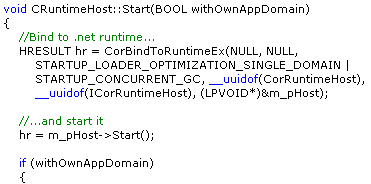 void CRuntimeHost::Start(BOOL withOwnAppDomain)
{
    //Bind to .net runtime...
    HRESULT hr = CorBindToRuntimeEx(NULL, NULL,
        STARTUP_LOADER_OPTIMIZATION_SINGLE_DOMAIN |
        STARTUP_CONCURRENT_GC, __uuidof(CorRuntimeHost),
        __uuidof(ICorRuntimeHost), (LPVOID*)&m_pHost);
    //...and start it
    hr = m_pHost->Start();
    if (withOwnAppDomain)
    {